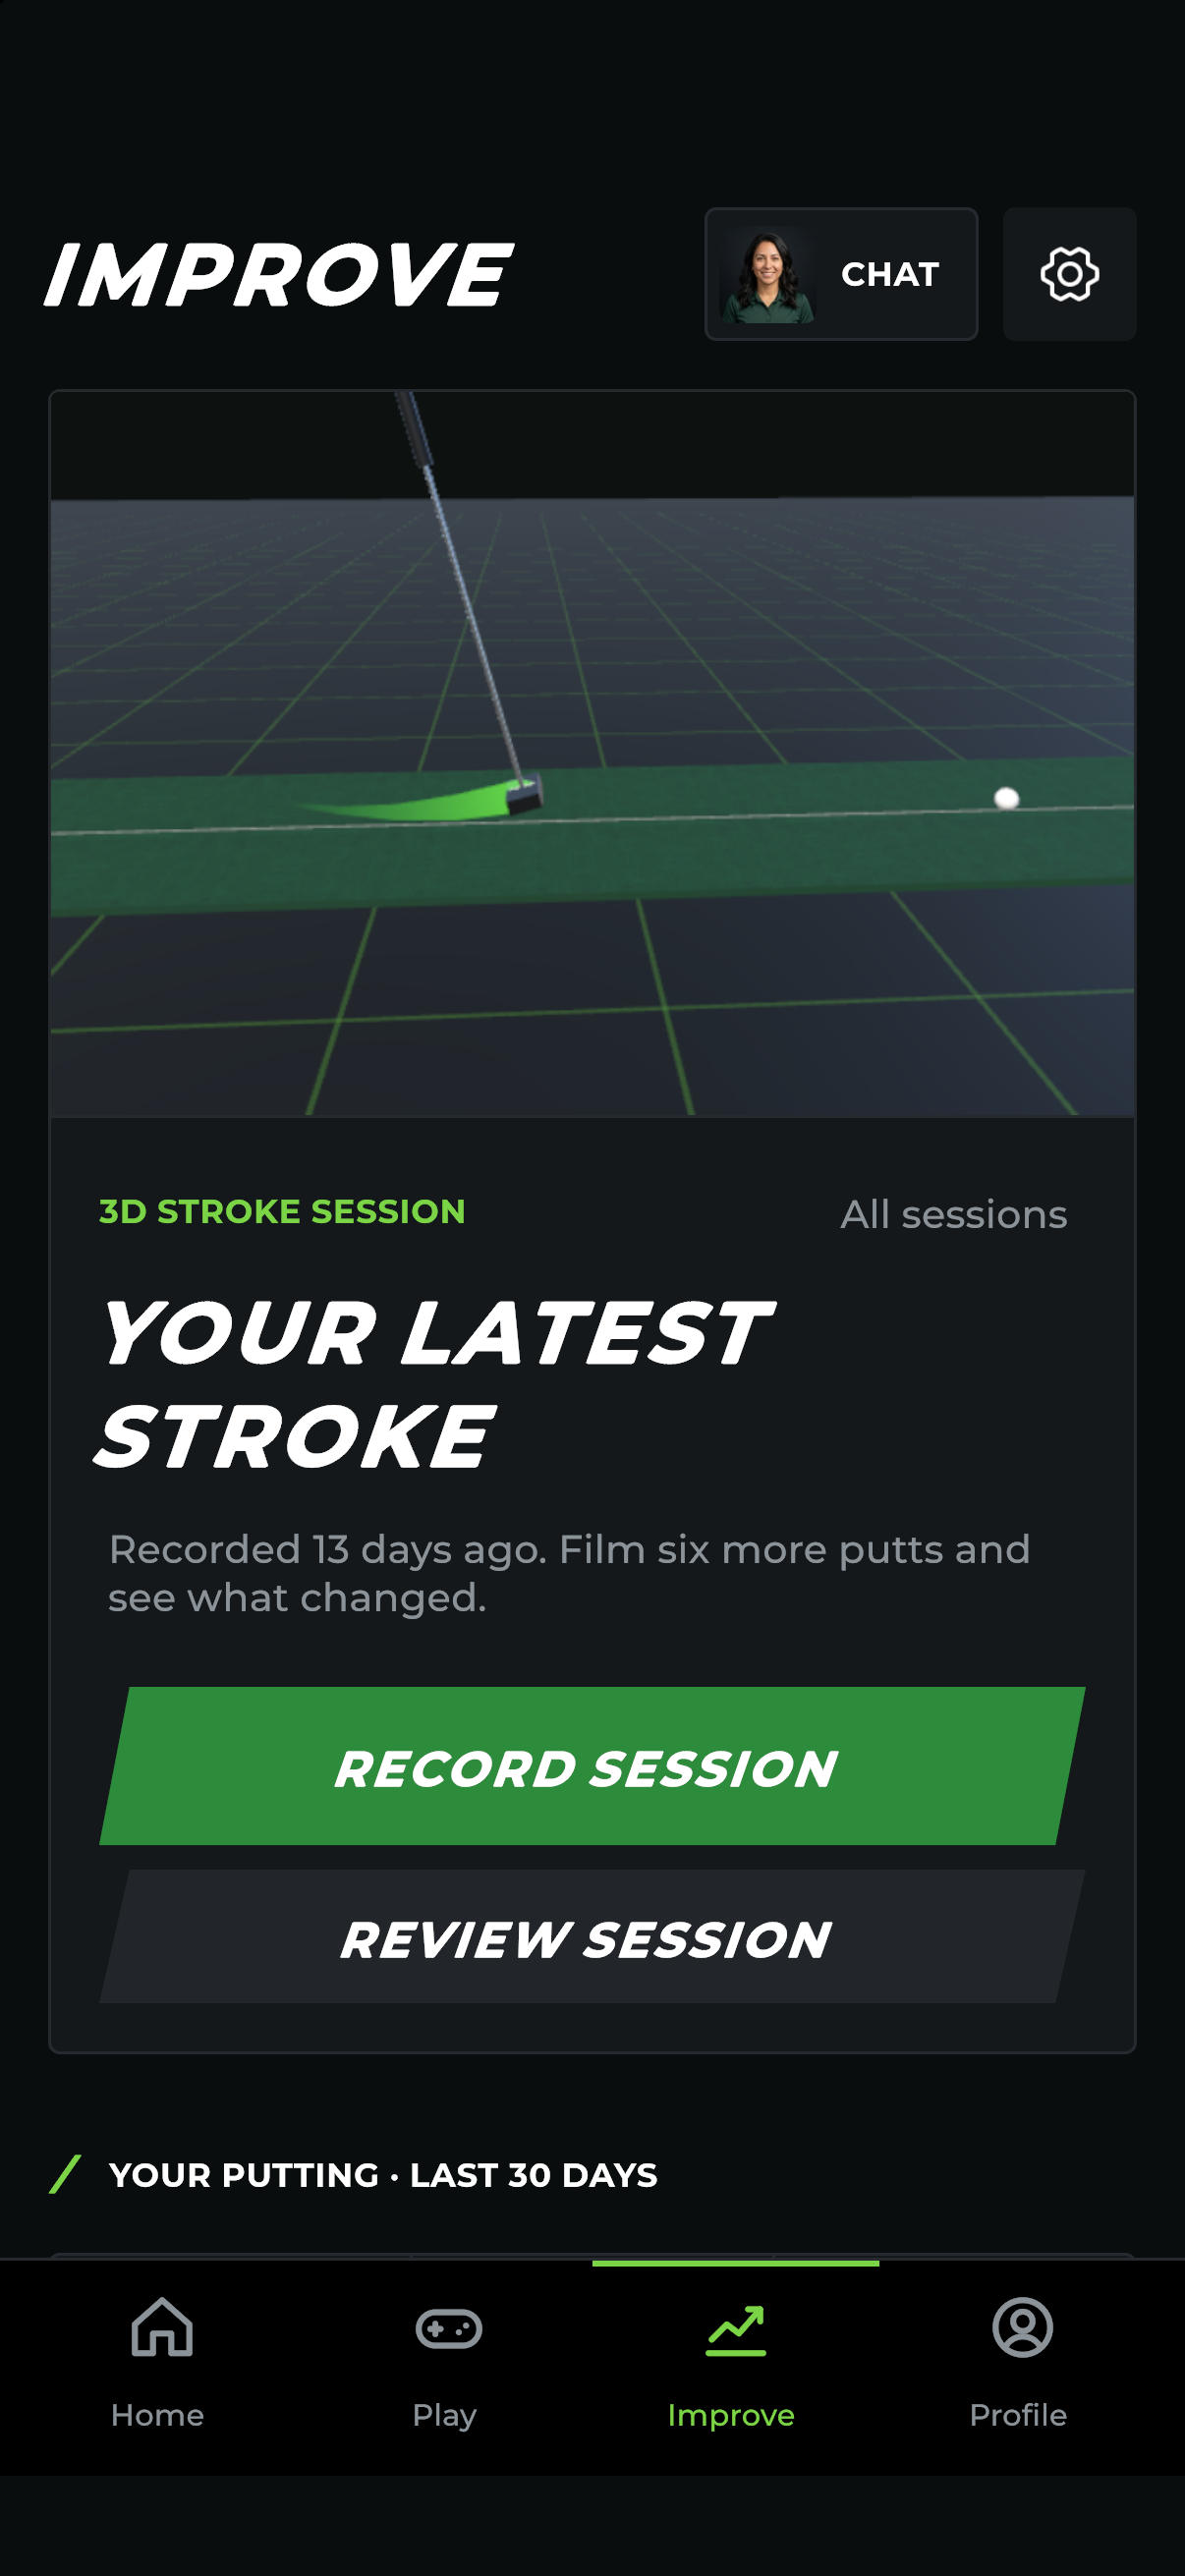 IMPROVE
CHAT
3D STROKE SESSION
All sessions
YOUR LATEST
STROKE
Recorded 13 days ago. Film six more putts and
see what changed.
RECORD SESSION
REVIEW SESSION
YOUR PUTTING · LAST 30 DAYS
Home
Play
Improve
Profile